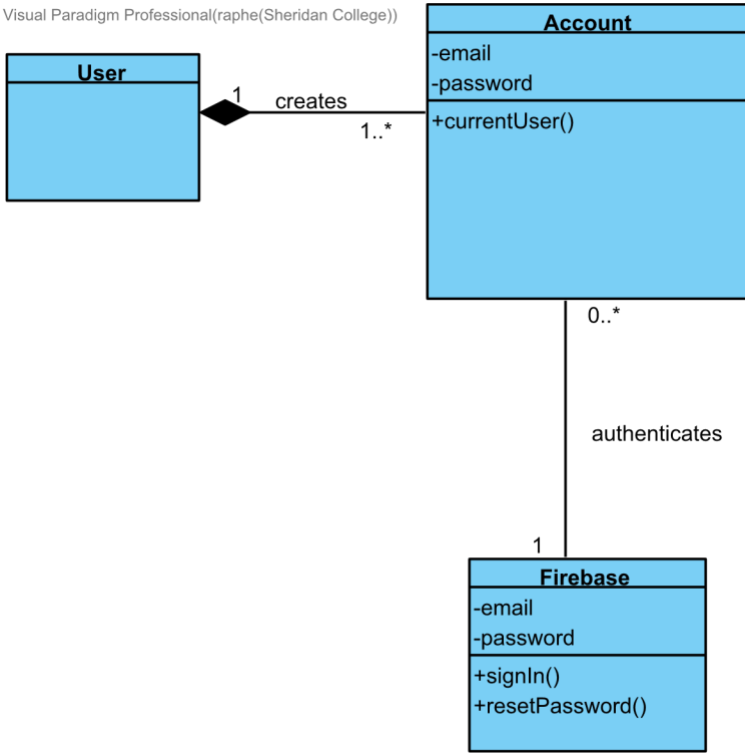 Visual Paradigm Professional(raphe(Sheridan College))
User
1
creates
1..*
Account
-email
-password
+currentUser()
0..*
authenticates
1
Firebase
-email
-password
+signIn()
+resetPassword()